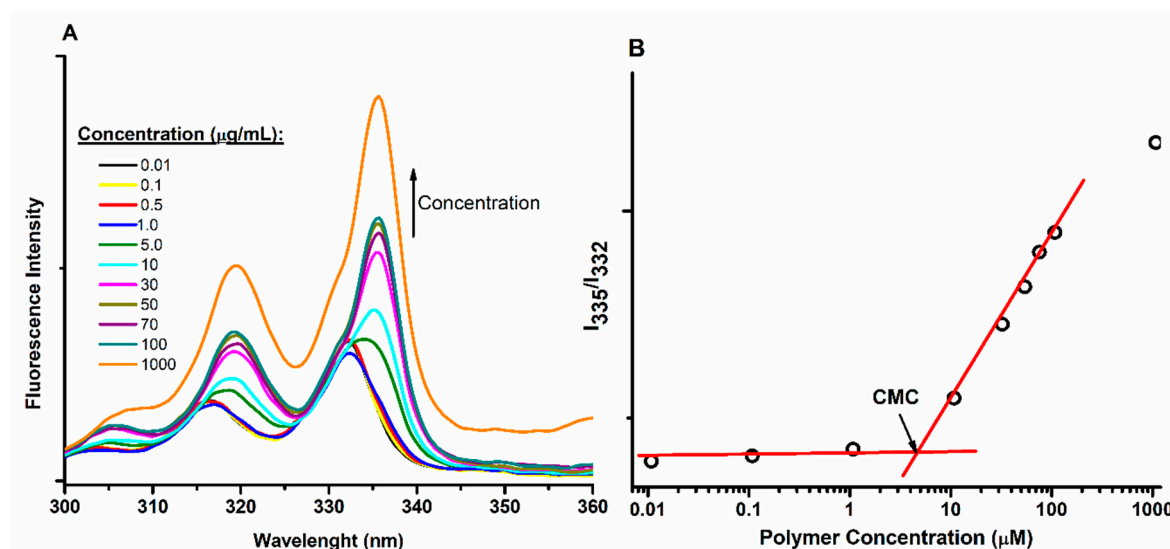 A
Concentration (µg/mL):
0.01
0.1
0.5
1.0
5.0
10
30
50
70
100
1000
Concentration
Fluorescence Intensity
300 310 320 330 340 350 360
Wavelenght (nm)
B
I335/I332
CMC
0.01 0.1 1 10 100 1000
Polymer Concentration (µM)